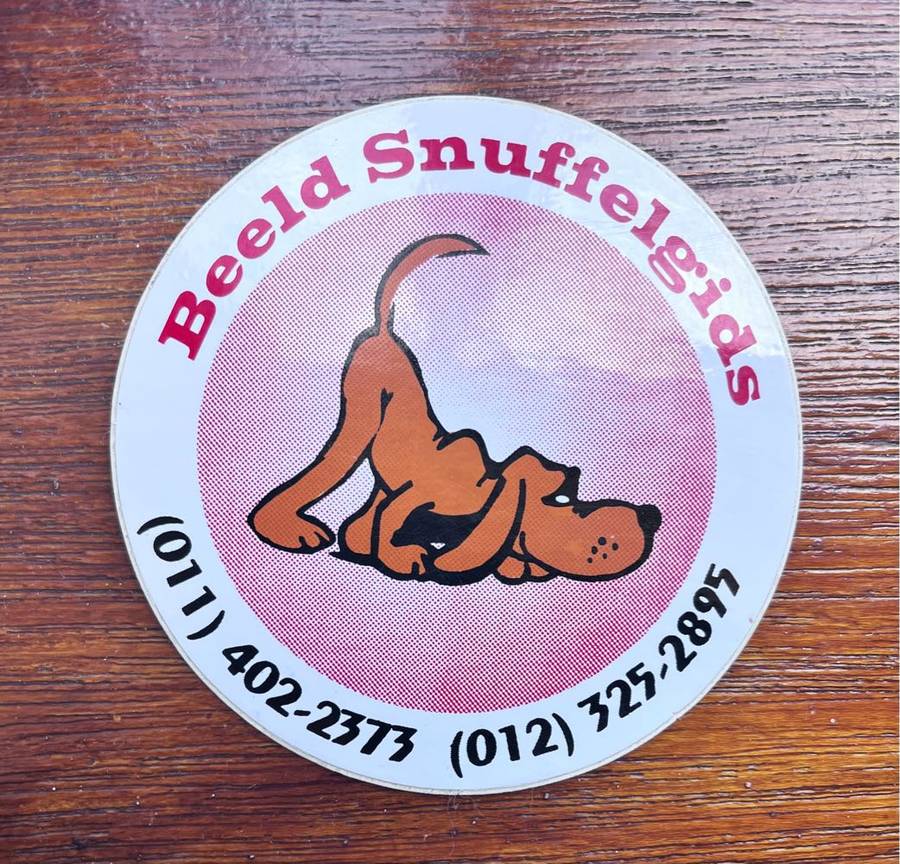 Beeld Snuffelgids
(011) 402-2373 (012) 325-2895